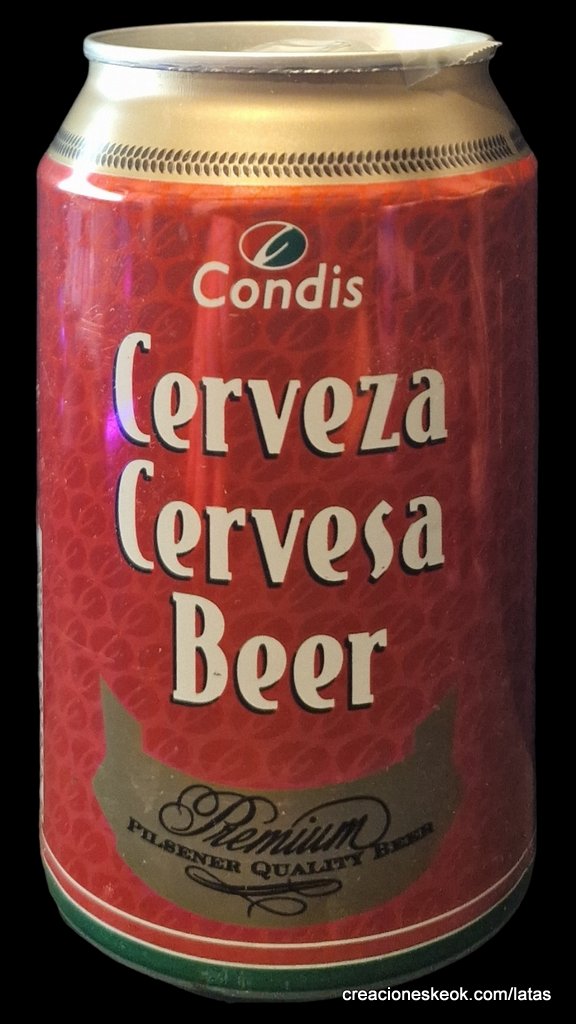 Condis
Cerveza
Cervesa
Beer
Premium
PILSENER QUALITY BEER
creacioneskeok.com/latas